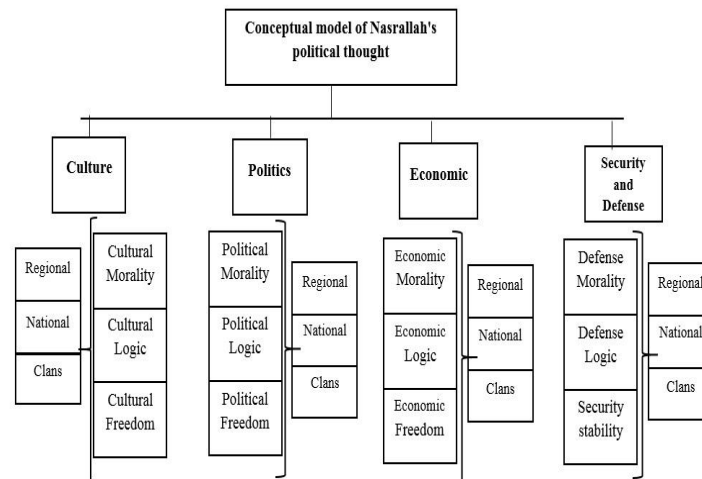 Conceptual model of Nasrallah's
political thought
Culture
Politics
Economic
Security
and
Defense
Regional
National
Clans
Cultural
Morality
Cultural
Logic
Cultural
Freedom
Political
Morality
Political
Logic
Political
Freedom
Regional
National
Clans
Economic
Morality
Economic
Logic
Economic
Freedom
Regional
National
Clans
Defense
Morality
Defense
Logic
Security
stability
Regional
National
Clans